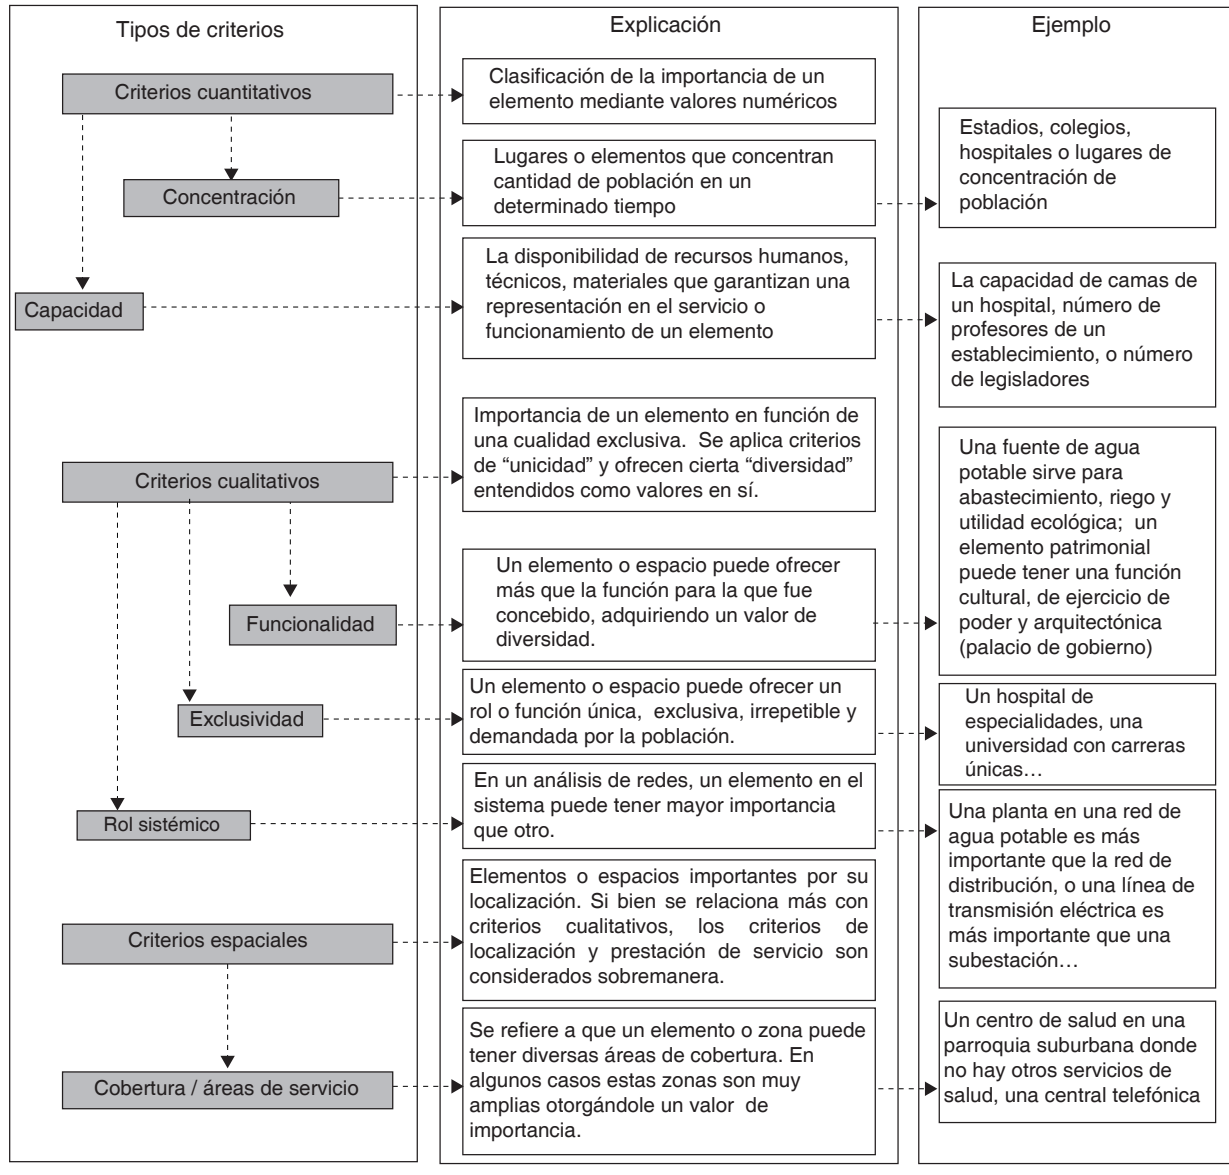 Tipos de criterios
Explicación
Ejemplo
Criterios cuantitativos
Clasificación de la importancia de un
elemento mediante valores numéricos
Concentración
Lugares o elementos que concentran
cantidad de población en un
determinado tiempo
Estadios, colegios,
hospitales o lugares de
concentración de
población
Capacidad
La disponibilidad de recursos humanos,
técnicos, materiales que garantizan una
representación en el servicio o
funcionamiento de un elemento
La capacidad de camas de
un hospital, número de
profesores de un
establecimiento, o número
de legisladores
Criterios cualitativos
Importancia de un elemento en función de
una cualidad exclusiva. Se aplica criterios
de “unicidad” y ofrecen cierta “diversidad”
entendidos como valores en sí.
Funcionalidad
Un elemento o espacio puede ofrecer
más que la función para la que fue
concebido, adquiriendo un valor de
diversidad.
Una fuente de agua
potable sirve para
abastecimiento, riego y
utilidad ecológica; un
elemento patrimonial
puede tener una función
cultural, de ejercicio de
poder y arquitectónica
(palacio de gobierno)
Exclusividad
Un elemento o espacio puede ofrecer un
rol o función única, exclusiva, irrepetible y
demandada por la población.
Un hospital de
especialidades, una
universidad con carreras
únicas…
Rol sistémico
En un análisis de redes, un elemento en el
sistema puede tener mayor importancia
que otro.
Una planta en una red de
agua potable es más
importante que la red de
distribución, o una línea de
transmisión eléctrica es
más importante que una
subestación…
Criterios espaciales
Elementos o espacios importantes por su
localización. Si bien se relaciona más con
criterios cualitativos, los criterios de
localización y prestación de servicio son
considerados sobremanera.
Cobertura / áreas de servicio
Se refiere a que un elemento o zona puede
tener diversas áreas de cobertura. En
algunos casos estas zonas son muy
amplias otorgándole un valor de
importancia.
Un centro de salud en una
parroquia suburbana donde
no hay otros servicios de
salud, una central telefónica